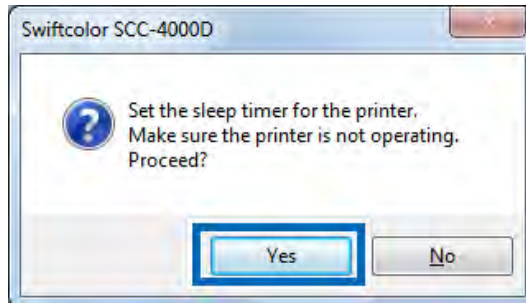 Swiftcolor SCC-4000D
Set the sleep timer for the printer.
Make sure the printer is not operating.
Proceed?
Yes No